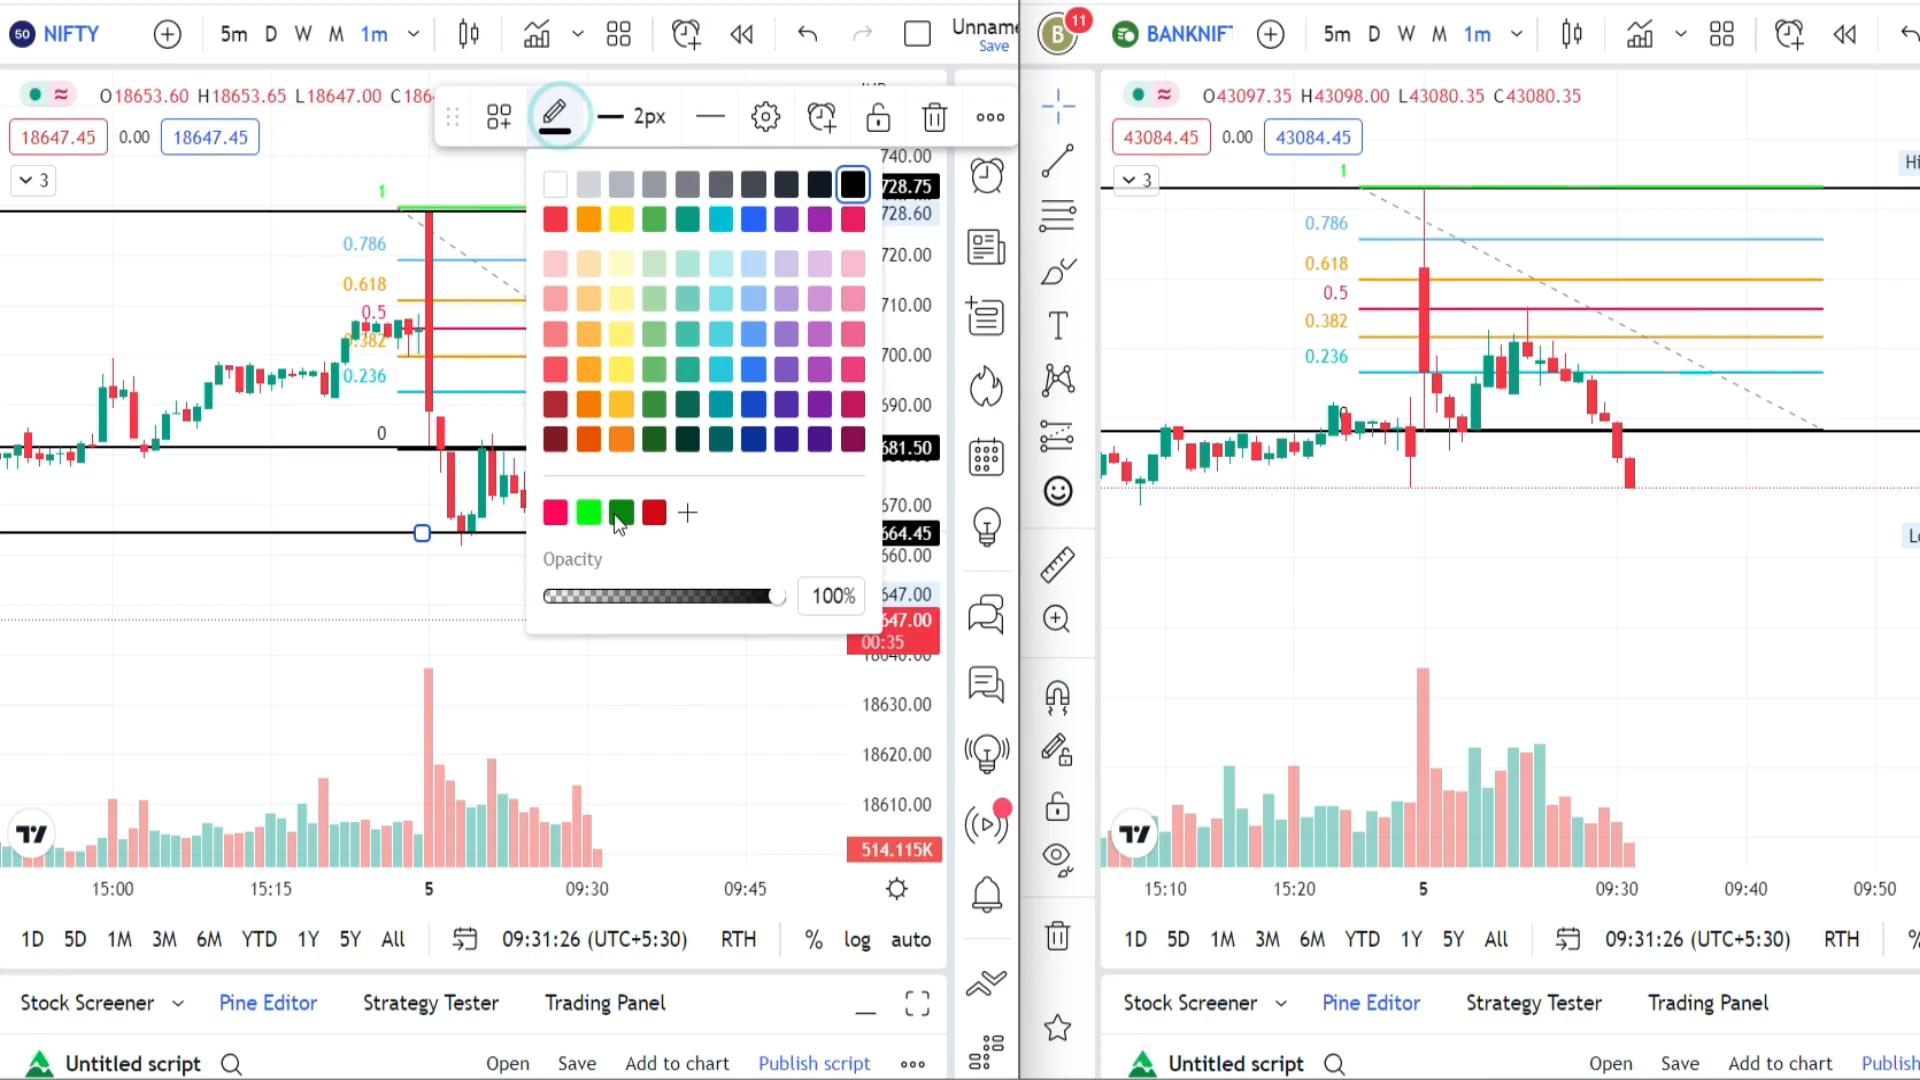 50 NIFTY 5m D W M 1m Unname
Save
O18653.60 H18653.65 L18647.00 C1864
18647.45 0.00 18647.45
3
2px
1
0.786
0.618
0.5
0.382
0.236
0
740.00
728.75
728.60
720.00
710.00
700.00
690.00
681.50
670.00
664.45
660.00
647.00
647.00
00:35
18640.00
18630.00
18620.00
18610.00
514.115K
Opacity
100%
15:00 15:15 5 09:30 09:45
1D 5D 1M 3M 6M YTD 1Y 5Y All 09:31:26 (UTC+5:30) RTH % log auto
Stock Screener Pine Editor Strategy Tester Trading Panel
Untitled script Open Save Add to chart Publish script
B 11 BANKNIF 5m D W M 1m
O43097.35 H43098.00 L43080.35 C43080.35
43084.45 0.00 43084.45
Hi
3
1
0.786
0.618
0.5
0.382
0.236
0
15:10 15:20 5 09:30 09:40 09:50
1D 5D 1M 3M 6M YTD 1Y 5Y All 09:31:26 (UTC+5:30) RTH %
Stock Screener Pine Editor Strategy Tester Trading Panel
Untitled script Open Save Add to chart Publish